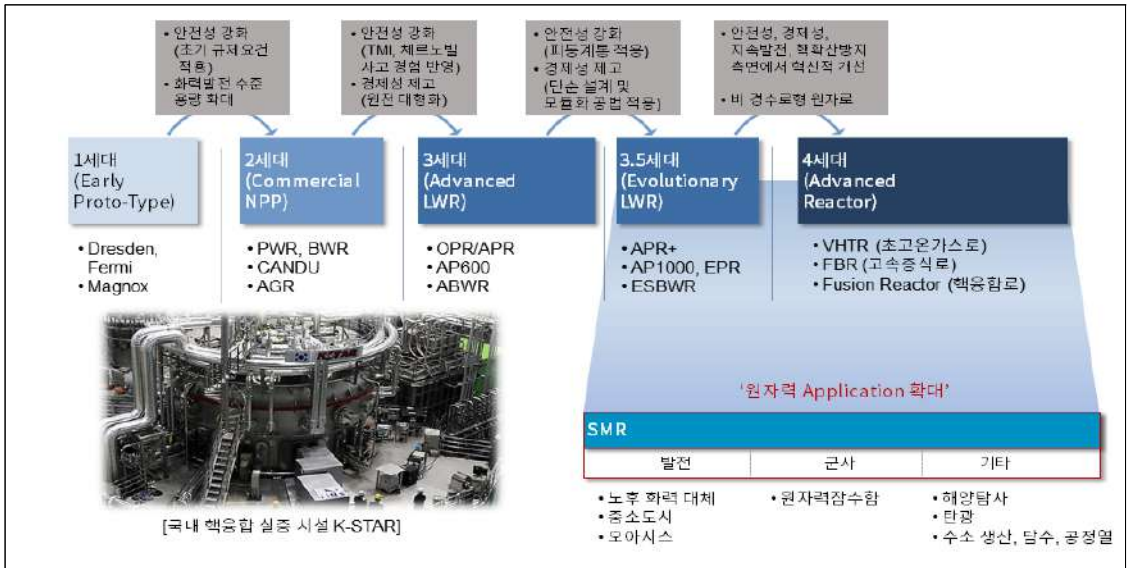 • 안전성 강화
(초기 규제요건
적용)
• 화력발전 수준
용량 확대
• 안전성 강화
(TMI, 체르노빌
사고 경험 반영)
• 경제성 제고
(원전 대형화)
• 안전성 강화
(피동계통 적용)
• 경제성 제고
(단순 설계 및
모듈화 공법 적용)
• 안전성, 경제성,
지속발전, 핵확산방지
측면에서 혁신적 개선
• 비 경수로형 원자로
1세대
(Early
Proto-Type)
2세대
(Commercial
NPP)
3세대
(Advanced
LWR)
3.5세대
(Evolutionary
LWR)
4세대
(Advanced
Reactor)
• Dresden,
Fermi
• Magnox
• PWR, BWR
• CANDU
• AGR
• OPR/APR
• AP600
• ABWR
• APR+
• AP1000, EPR
• ESBWR
• VHTR (초고온가스로)
• FBR (고속증식로)
• Fusion Reactor (핵융합로)
KSTAR
[국내 핵융합 실증 시설 K-STAR]
'원자력 Application 확대'
SMR
발전
군사
기타
• 노후 화력 대체
• 중소도시
• 오아시스
• 원자력잠수함
• 해양탐사
• 탄광
• 수소 생산, 담수, 공정열